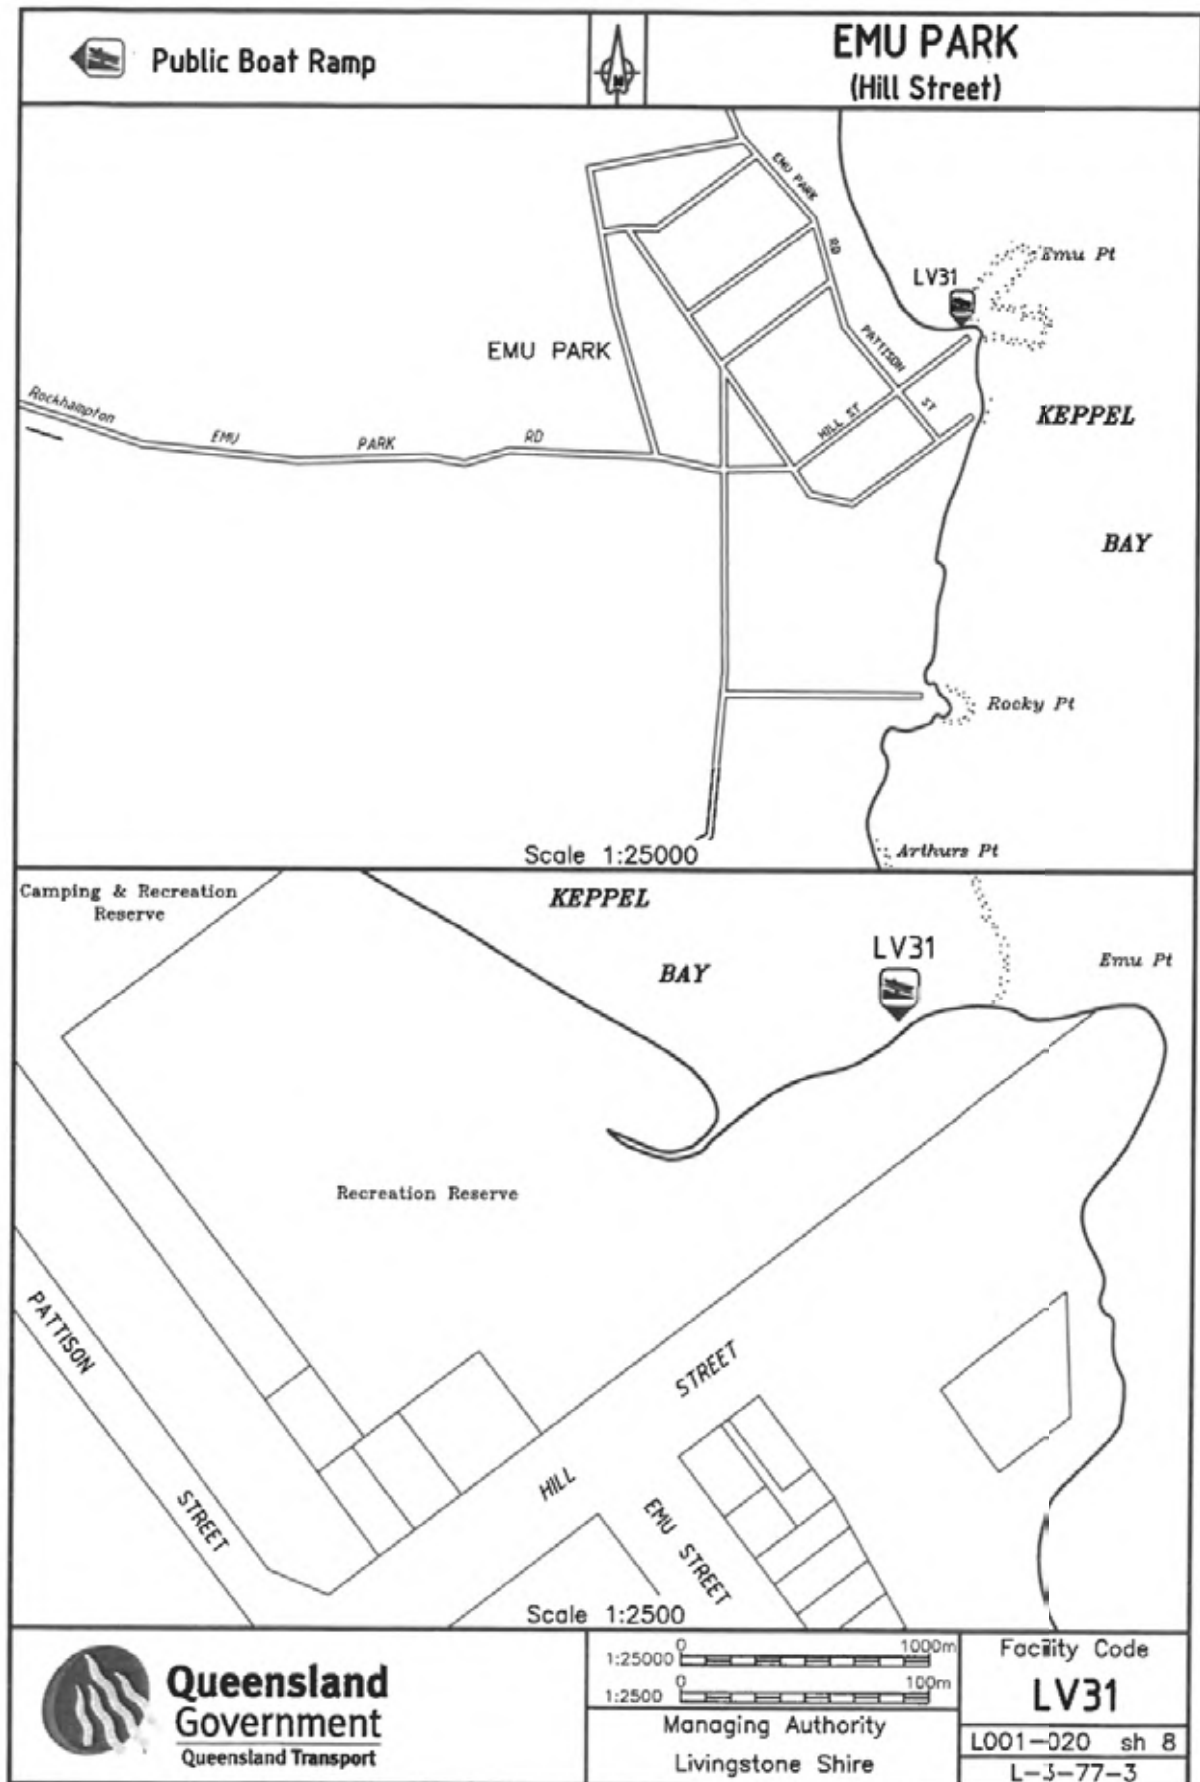 Public Boat Ramp
N
EMU PARK
(Hill Street)
EMU PARK
RD
Emu Pt
LV31
EMU PARK
PATTISON
ST
HILL ST
KEPPEL
Rockhampton
EMU
PARK
RD
BAY
Rocky Pt
Scale 1:25000
Arthurs Pt
Camping & Recreation
Reserve
KEPPEL
BAY
LV31
Emu Pt
Recreation Reserve
PATTISON
STREET
HILL
STREET
EMU STREET
Scale 1:2500
Queensland
Government
Queensland Transport
0 1000m
1:25000
0 100m
1:2500
Managing Authority
Livingstone Shire
Facility Code
LV31
L001-020 sh 8
L-3-77-3